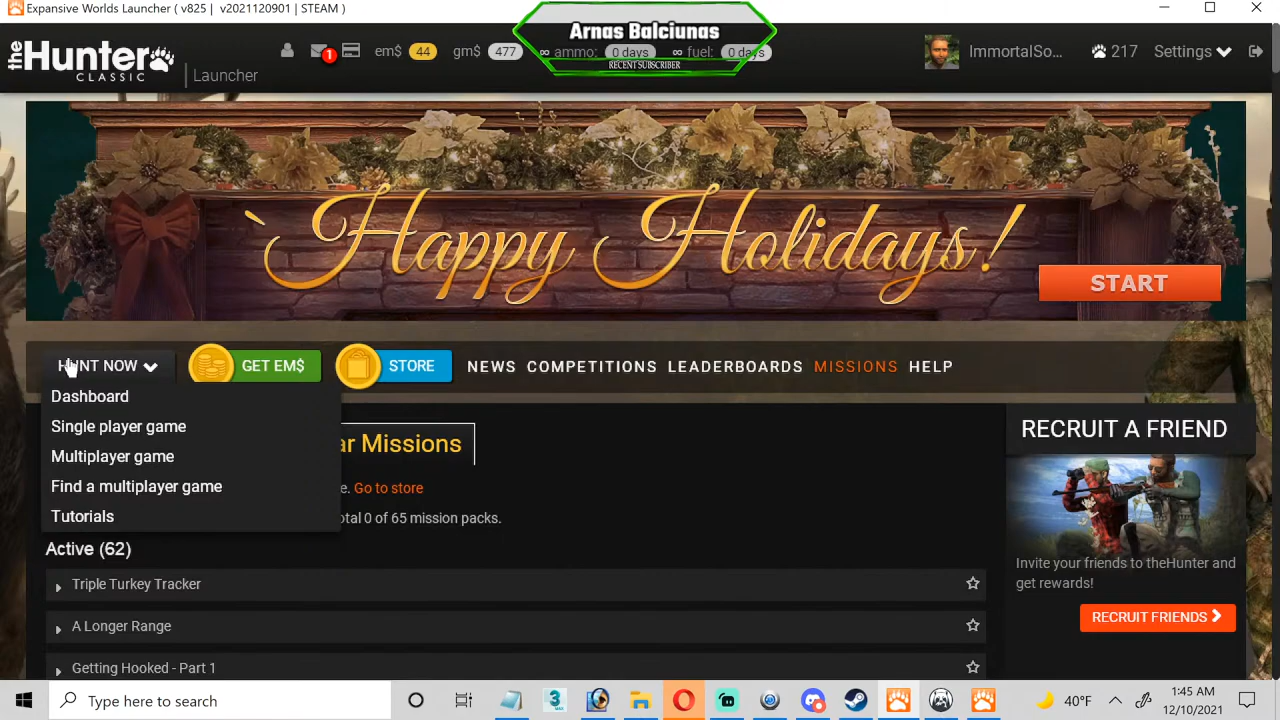 Expansive Worlds Launcher ( v825 | v2021120901 | STEAM )
theHunter
CLASSIC
Launcher
1
em$ 44 gm$ 477
∞ ammo: 0 days ∞ fuel: 0 days
Arnas Balciunas
RECENT SUBSCRIBER
ImmortalSo... 217 Settings
` Happy Holidays!
START
HUNT NOW
GET EM$
STORE
NEWS COMPETITIONS LEADERBOARDS MISSIONS HELP
Dashboard
Single player game
Multiplayer game
Find a multiplayer game
Tutorials
ar Missions
e. Go to store
otal 0 of 65 mission packs.
Active (62)
Triple Turkey Tracker
A Longer Range
Getting Hooked - Part 1
RECRUIT A FRIEND
Invite your friends to theHunter and
get rewards!
RECRUIT FRIENDS
Type here to search
3
40°F
1:45 AM
12/10/2021